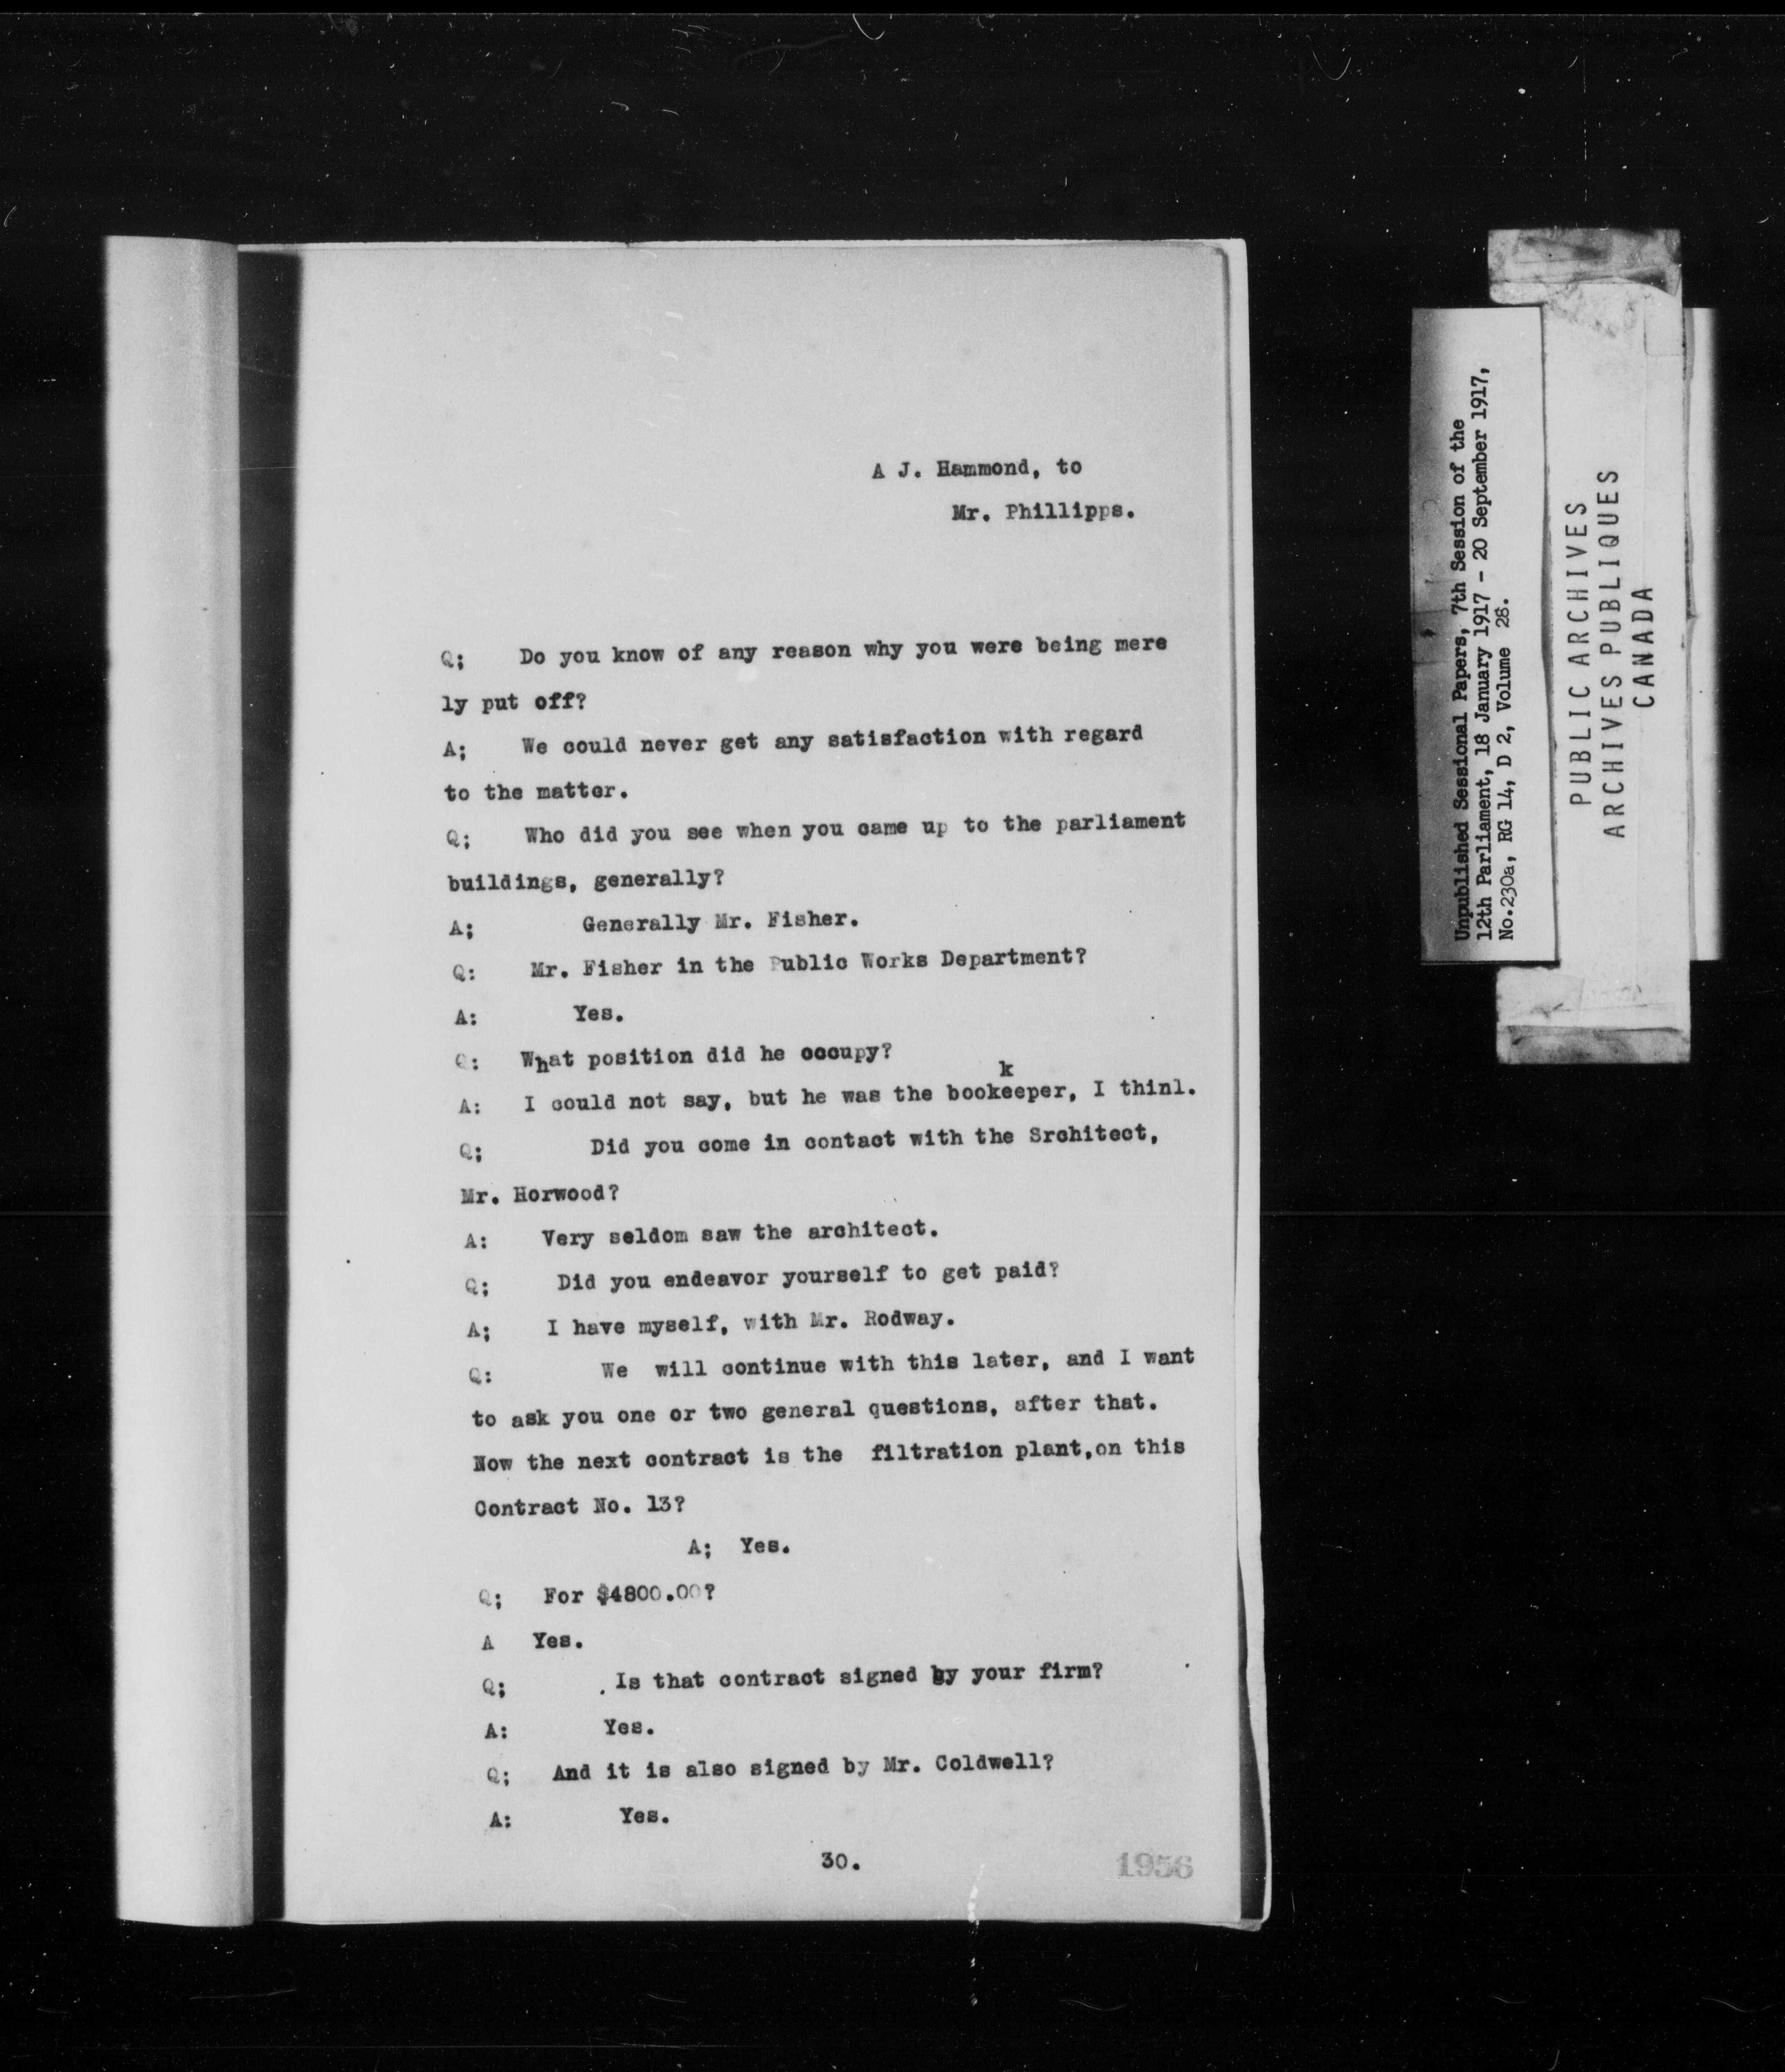 A J. Hammond, to
Mr. Phillipps.
Q; Do you know of any reason why you were being mere
ly put off?
A; We could never get any satisfaction with regard
to the matter.
Q; Who did you see when you came up to the parliament
buildings, generally?
A; Generally Mr. Fisher.
Q: Mr. Fisher in the Public Works Department?
A: Yes.
Q: What position did he occupy?
k
A: I could not say, but he was the bookeeper, I thinl.
Q; Did you come in contact with the Srchitect,
Mr. Horwood?
A: Very seldom saw the architect.
Q; Did you endeavor yourself to get paid?
A; I have myself, with Mr. Rodway.
Q: We will continue with this later, and I want
to ask you one or two general questions, after that.
Now the next contract is the filtration plant,on this
Contract No. 13?
A; Yes.
Q; For $4800.00?
A Yes.
Q; . Is that contract signed by your firm?
A: Yes.
Q; And it is also signed by Mr. Coldwell?
A: Yes.
30.
1956
Unpublished Sessional Papers, 7th Session of the
12th Parliament, 18 January 1917 - 20 September 1917,
No.230a, RG 14, D 2, Volume 28.
PUBLIC ARCHIVES
ARCHIVES PUBLIQUES
CANADA